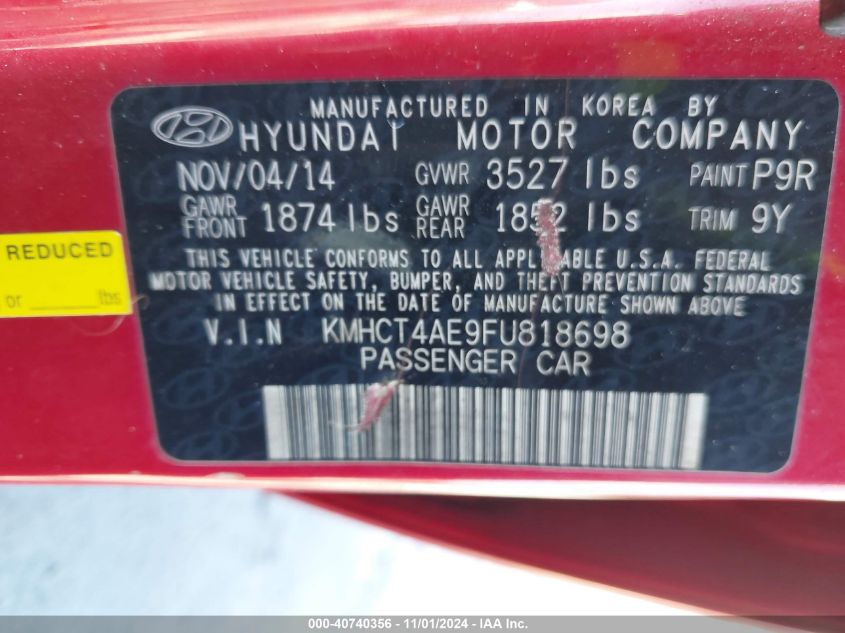 MANUFACTURED IN KOREA BY
HYUNDAI MOTOR COMPANY
NOV/04/14 GVWR 3527 lbs PAINT P9R
GAWR FRONT 1874 lbs GAWR REAR 1852 lbs TRIM 9Y
THIS VEHICLE CONFORMS TO ALL APPLICABLE U.S.A. FEDERAL
MOTOR VEHICLE SAFETY, BUMPER, AND THEFT PREVENTION STANDARDS
IN EFFECT ON THE DATE OF MANUFACTURE SHOWN ABOVE
V.I.N KMHCT4AE9FU818698
PASSENGER CAR
REDUCED
or ______ lbs
000-40740356 - 11/01/2024 - IAA Inc.